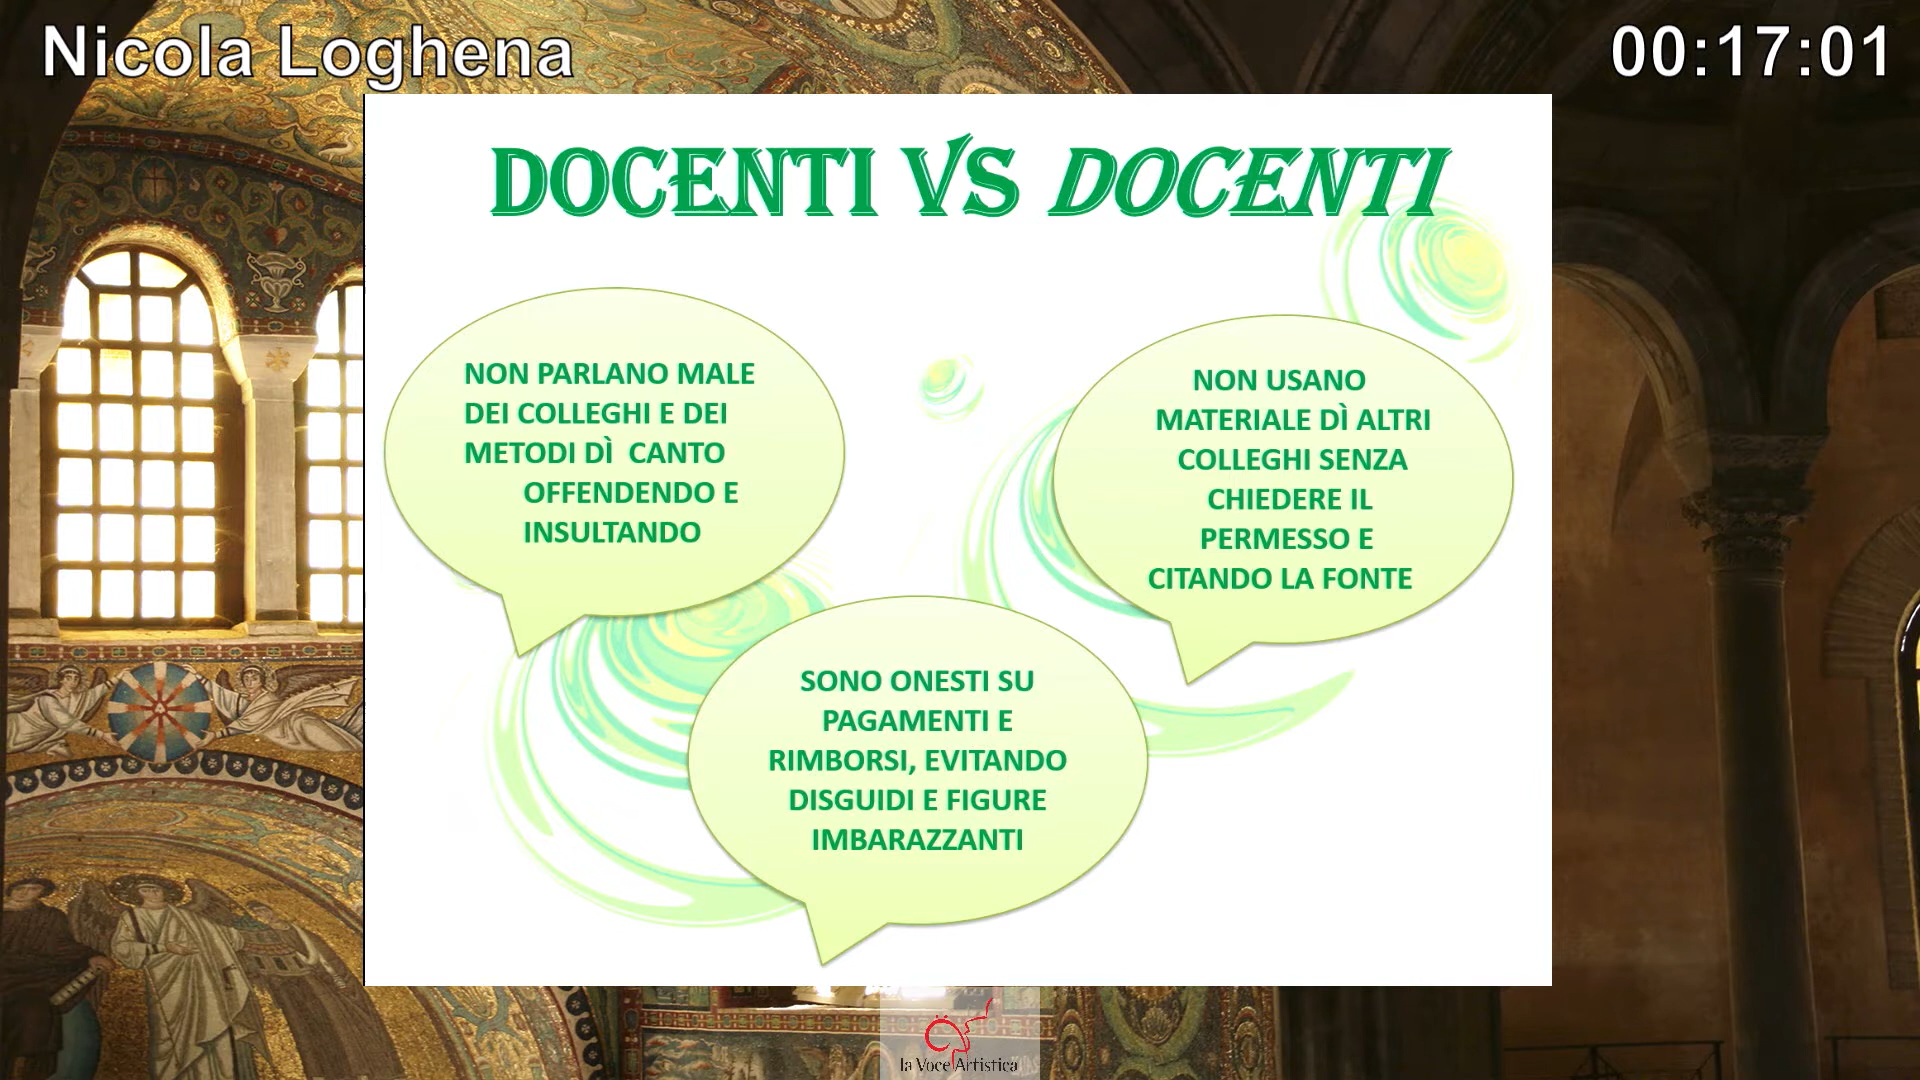 Nicola Loghena
00:17:01
DOCENTI VS DOCENTI
NON PARLANO MALE
DEI COLLEGHI E DEI
METODI DÌ CANTO
OFFENDENDO E
INSULTANDO
NON USANO
MATERIALE DÌ ALTRI
COLLEGHI SENZA
CHIEDERE IL
PERMESSO E
CITANDO LA FONTE
SONO ONESTI SU
PAGAMENTI E
RIMBORSI, EVITANDO
DISGUIDI E FIGURE
IMBARAZZANTI
la Voce Artistica